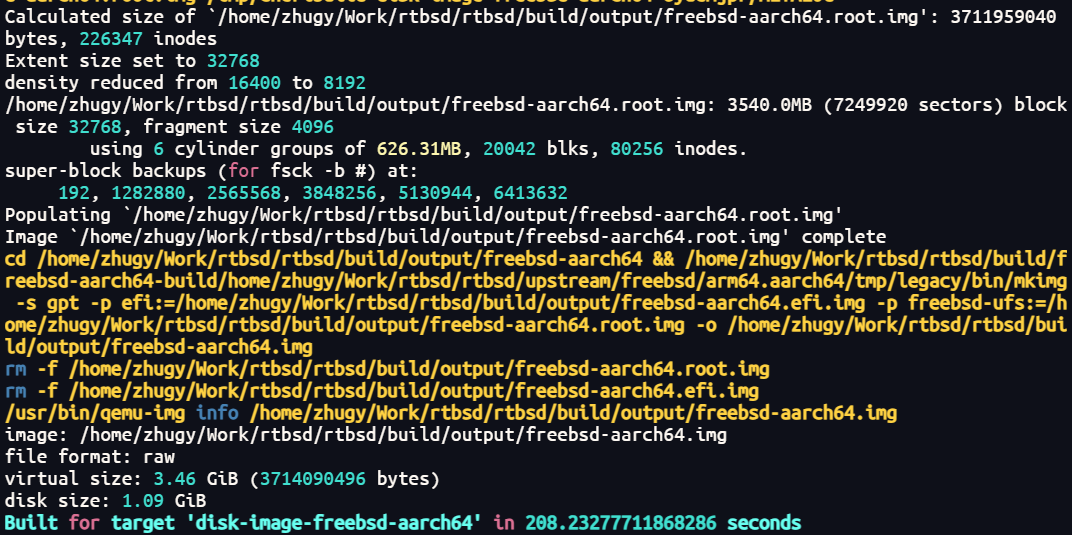 Calculated size of `/home/zhugy/Work/rtbsd/rtbsd/build/output/freebsd-aarch64.root.img': 3711959040
bytes, 226347 inodes
Extent size set to 32768
density reduced from 16400 to 8192
/home/zhugy/Work/rtbsd/rtbsd/build/output/freebsd-aarch64.root.img: 3540.0MB (7249920 sectors) block
size 32768, fragment size 4096
using 6 cylinder groups of 626.31MB, 20042 blks, 80256 inodes.
super-block backups (for fsck -b #) at:
192, 1282880, 2565568, 3848256, 5130944, 6413632
Populating `/home/zhugy/Work/rtbsd/rtbsd/build/output/freebsd-aarch64.root.img'
Image `/home/zhugy/Work/rtbsd/rtbsd/build/output/freebsd-aarch64.root.img' complete
cd /home/zhugy/Work/rtbsd/rtbsd/build/output/freebsd-aarch64 && /home/zhugy/Work/rtbsd/rtbsd/build/f
reebsd-aarch64-build/home/zhugy/Work/rtbsd/rtbsd/upstream/freebsd/arm64.aarch64/tmp/legacy/bin/mkimg
-s gpt -p efi:=/home/zhugy/Work/rtbsd/rtbsd/build/output/freebsd-aarch64.efi.img -p freebsd-ufs:=/h
ome/zhugy/Work/rtbsd/rtbsd/build/output/freebsd-aarch64.root.img -o /home/zhugy/Work/rtbsd/rtbsd/bui
ld/output/freebsd-aarch64.img
rm -f /home/zhugy/Work/rtbsd/rtbsd/build/output/freebsd-aarch64.root.img
rm -f /home/zhugy/Work/rtbsd/rtbsd/build/output/freebsd-aarch64.efi.img
/usr/bin/qemu-img info /home/zhugy/Work/rtbsd/rtbsd/build/output/freebsd-aarch64.img
image: /home/zhugy/Work/rtbsd/rtbsd/build/output/freebsd-aarch64.img
file format: raw
virtual size: 3.46 GiB (3714090496 bytes)
disk size: 1.09 GiB
Built for target 'disk-image-freebsd-aarch64' in 208.23277711868286 seconds